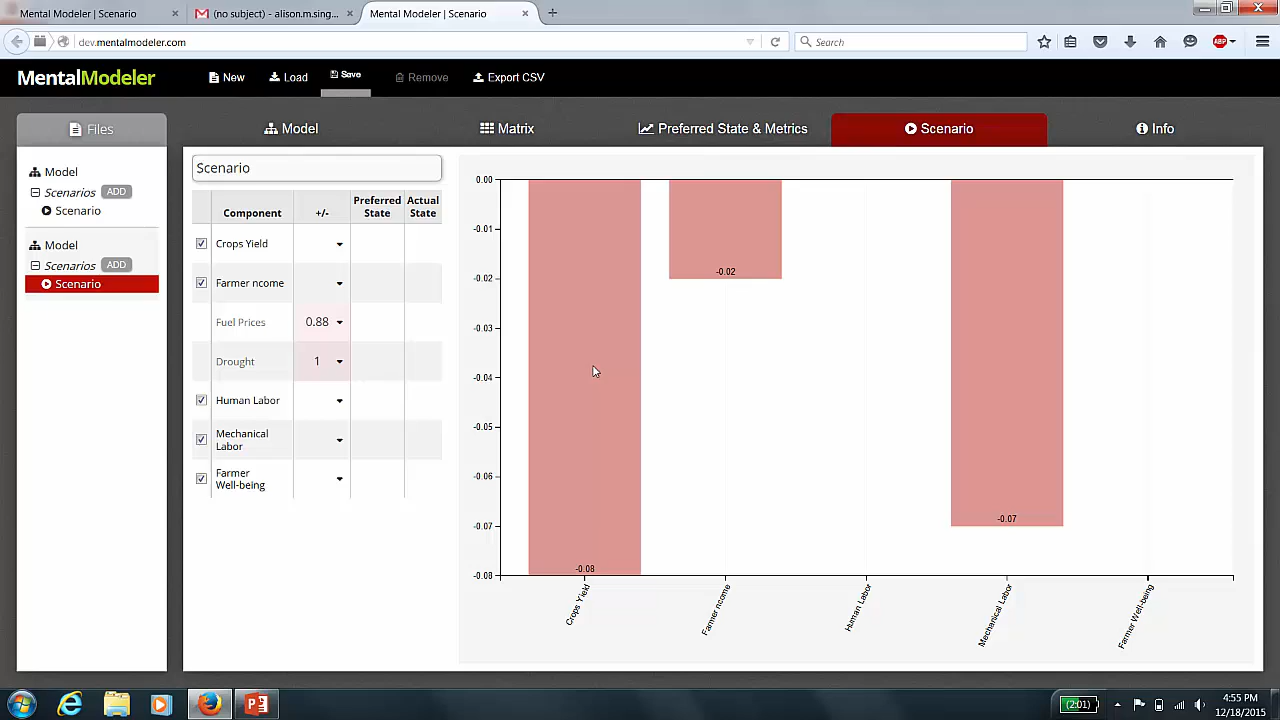 Mental Modeler | Scenario
(no subject) - alison.m.sing...
Mental Modeler | Scenario
dev.mentalmodeler.com
Search
ABP
MentalModeler
New
Load
Save
Remove
Export CSV
Files
Model
Matrix
Preferred State & Metrics
Scenario
Info
Model
Scenarios ADD
Scenario
Model
Scenarios ADD
Scenario
Scenario
Component
+/-
Preferred
State
Actual
State
Crops Yield
Farmer ncome
Fuel Prices 0.88
Drought 1
Human Labor
Mechanical
Labor
Farmer
Well-being
0.00
-0.01
-0.02
-0.03
-0.04
-0.05
-0.06
-0.07
-0.08
-0.08
-0.02
-0.07
Crops Yield
Farmer ncome
Human Labor
Mechanical Labor
Farmer Well-being
(2:01)
4:55 PM
12/18/2015